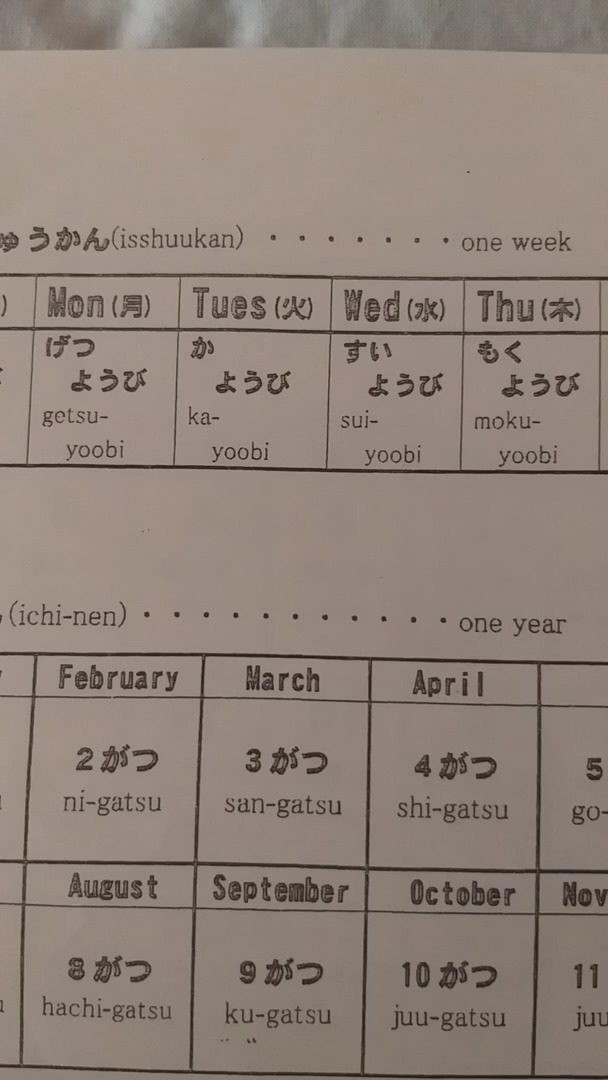 ゅうかん(isshuukan) ・・・・・・・one week
Mon(月) Tues(火) Wed(水) Thu(木)
げつ か すい もく
ようび ようび ようび ようび
getsu- ka- sui- moku-
yoobi yoobi yoobi yoobi
(ichi-nen)・・・・・・・・・・・one year
February March April
2がつ 3がつ 4がつ 5
ni-gatsu san-gatsu shi-gatsu go-
August September October Nov
8がつ 9がつ 10がつ 11
hachi-gatsu ku-gatsu juu-gatsu juu